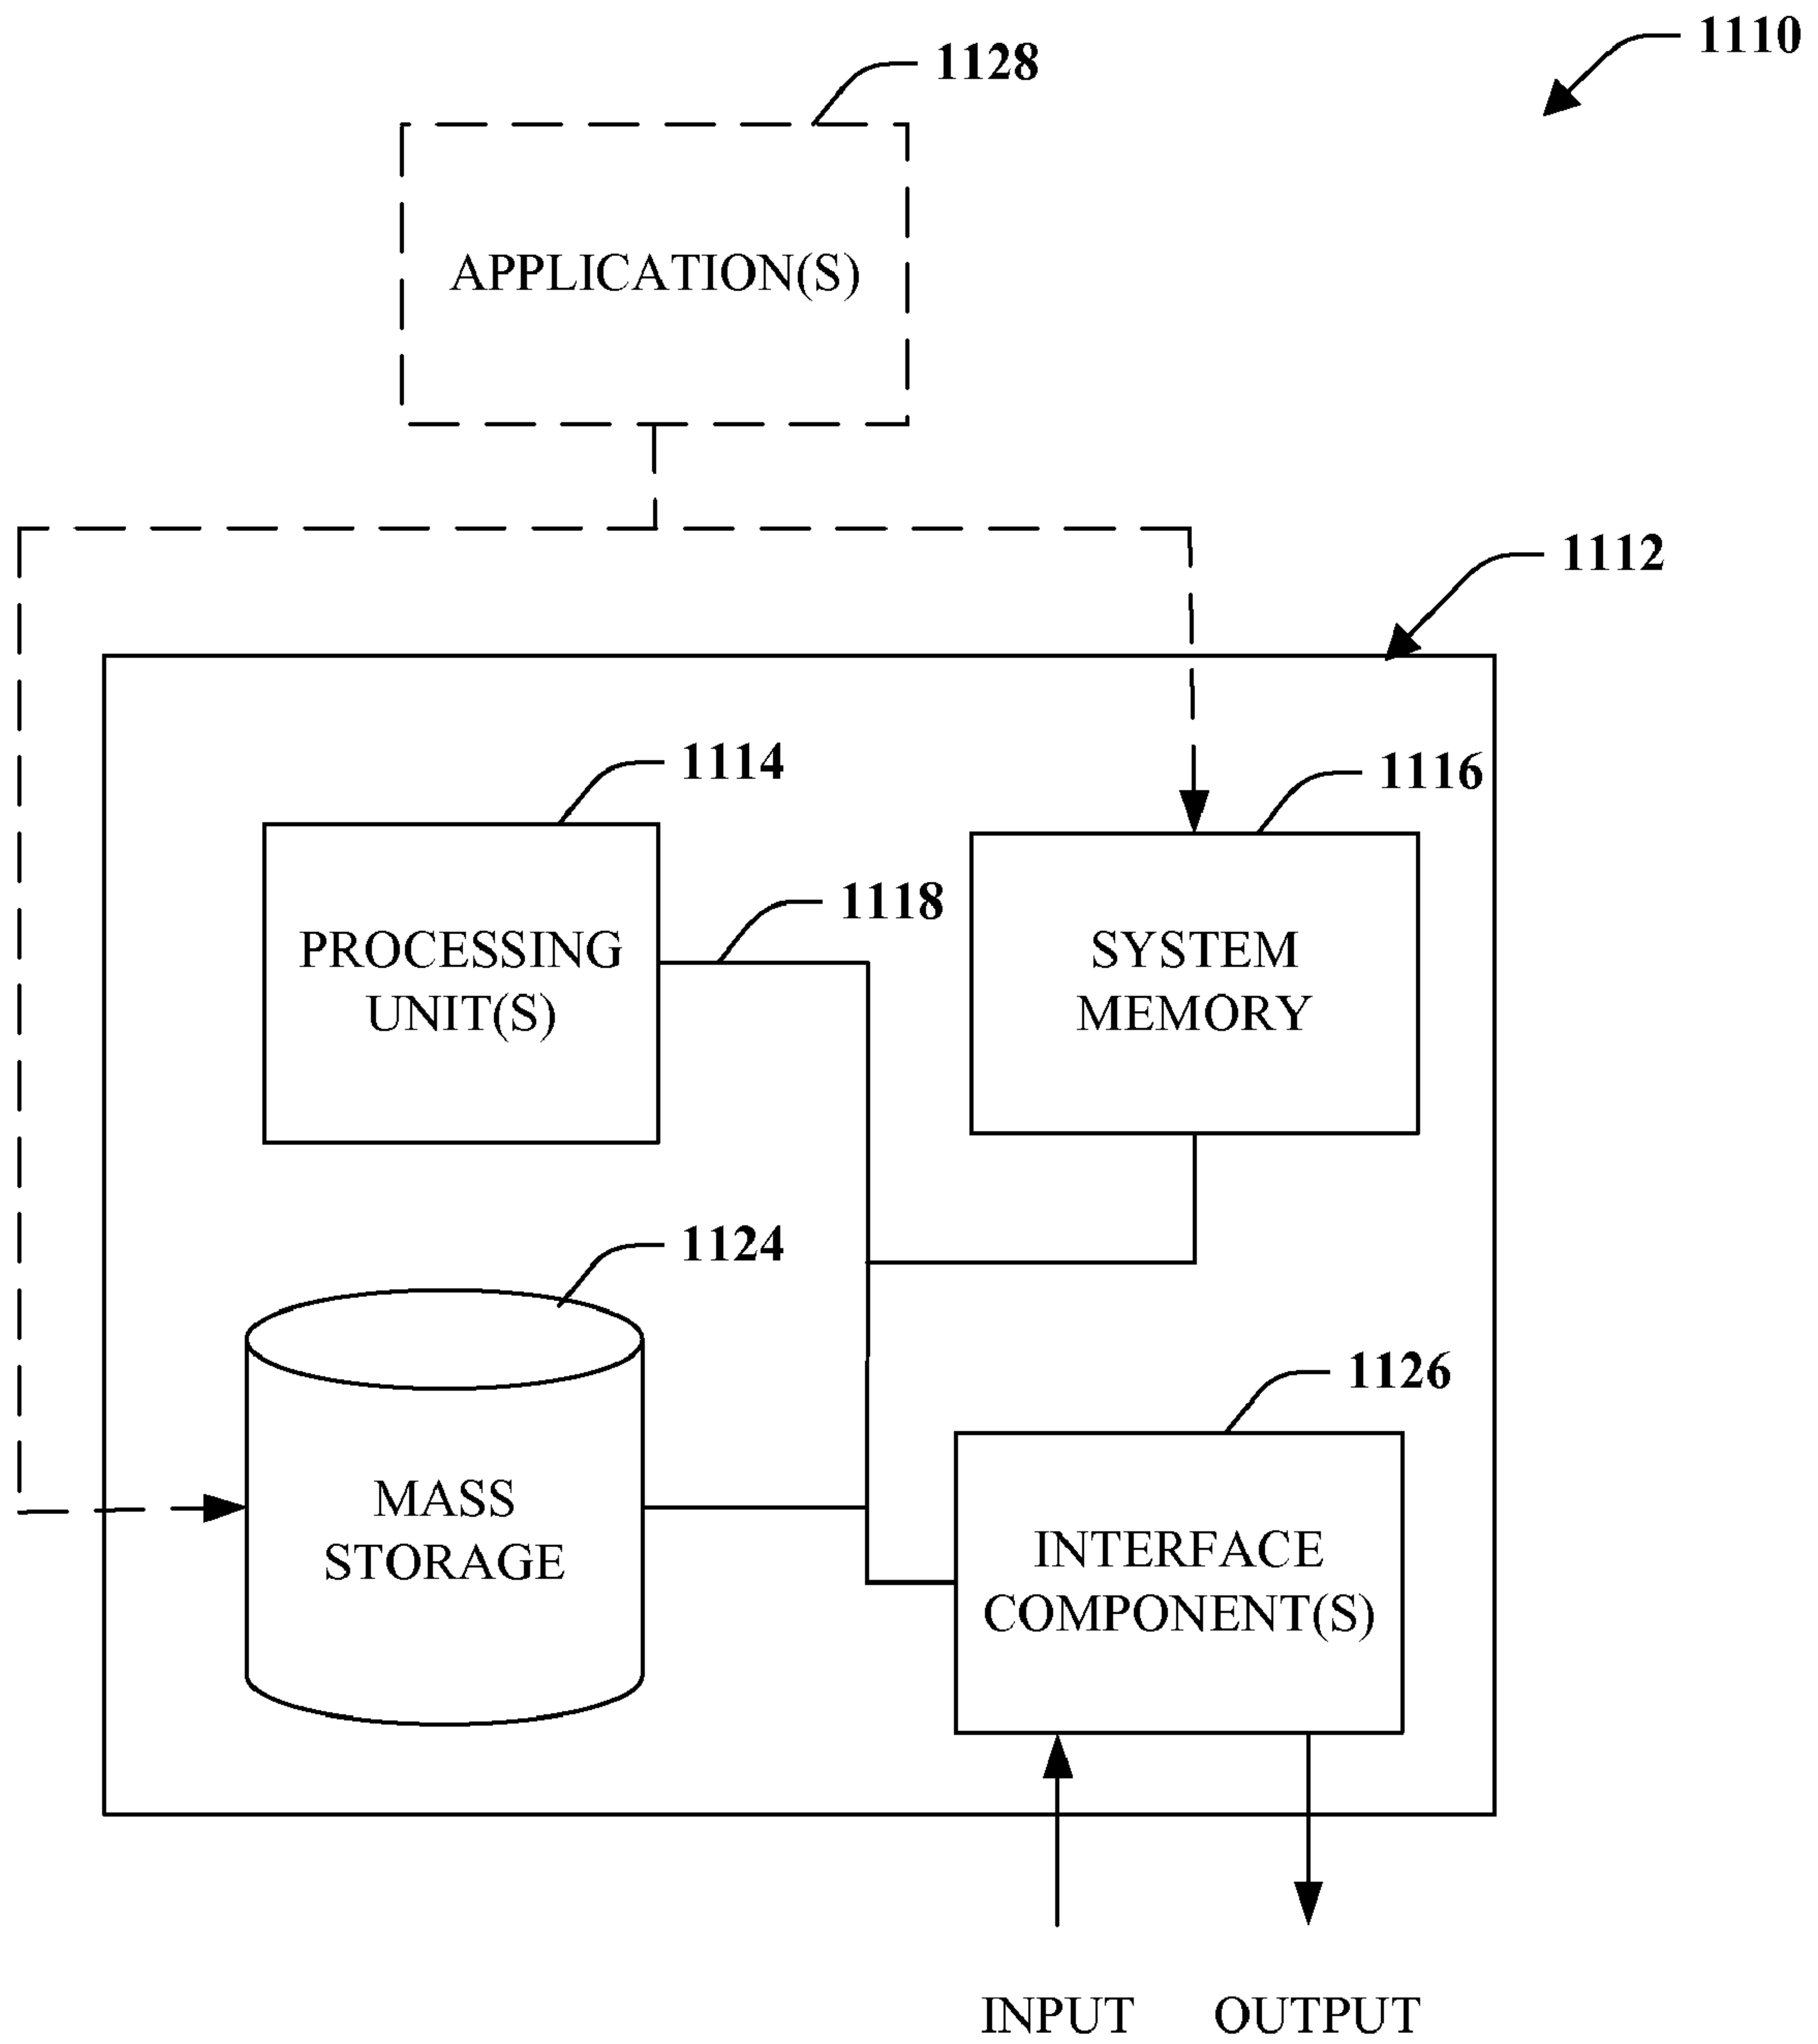 1110
1128
APPLICATION(S)
1112
1114
1116
1118
PROCESSING
UNIT(S)
SYSTEM
MEMORY
1124
1126
MASS
STORAGE
INTERFACE
COMPONENT(S)
INPUT
OUTPUT